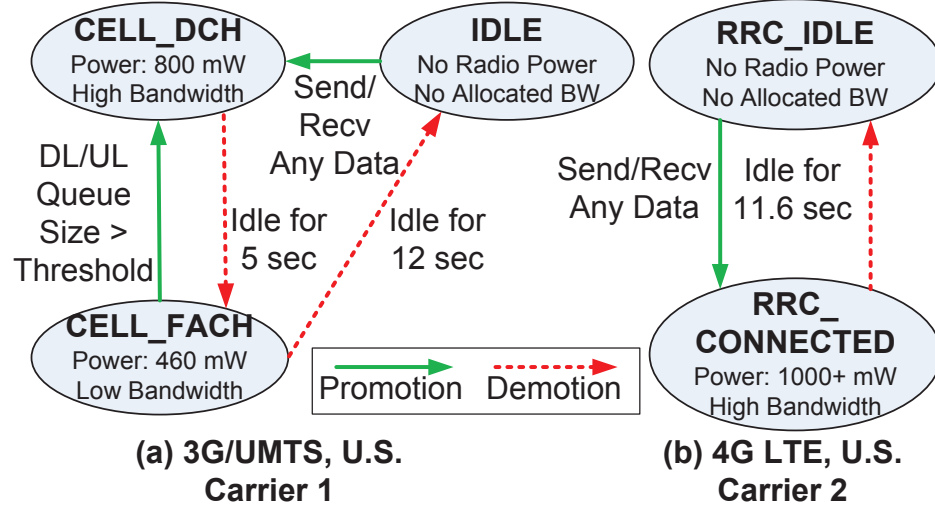 CELL_DCH
Power: 800 mW
High Bandwidth
IDLE
No Radio Power
No Allocated BW
Send/
Recv
Any Data
DL/UL
Queue
Size >
Threshold
Idle for
5 sec
Idle for
12 sec
CELL_FACH
Power: 460 mW
Low Bandwidth
RRC_IDLE
No Radio Power
No Allocated BW
Send/Recv
Any Data
Idle for
11.6 sec
RRC_
CONNECTED
Power: 1000+ mW
High Bandwidth
Promotion
Demotion
(a) 3G/UMTS, U.S.
Carrier 1
(b) 4G LTE, U.S.
Carrier 2